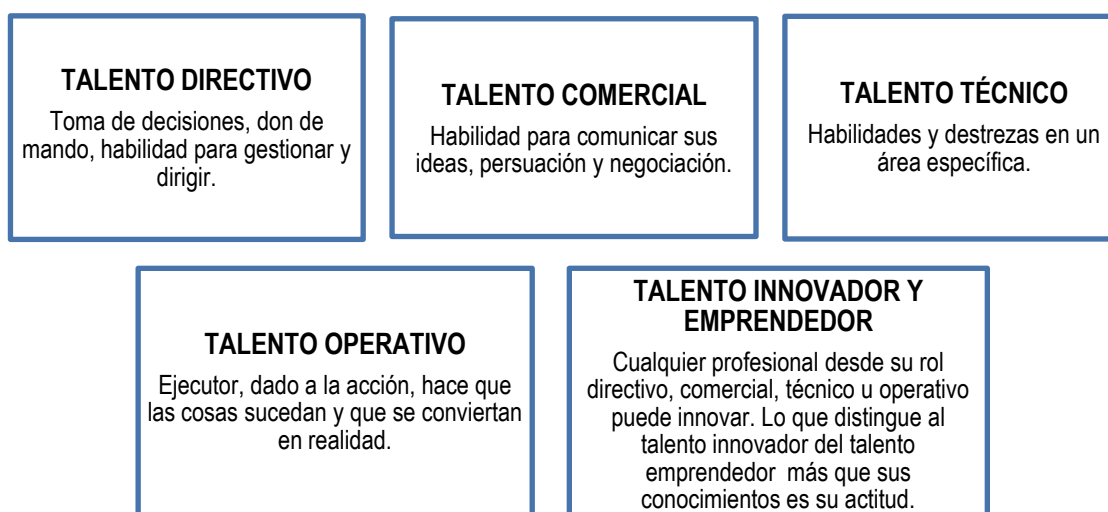 TALENTO DIRECTIVO
Toma de decisiones, don de
mando, habilidad para gestionar y
dirigir.
TALENTO COMERCIAL
Habilidad para comunicar sus
ideas, persuación y negociación.
TALENTO TÉCNICO
Habilidades y destrezas en un
área específica.
TALENTO OPERATIVO
Ejecutor, dado a la acción, hace que
las cosas sucedan y que se conviertan
en realidad.
TALENTO INNOVADOR Y
EMPRENDEDOR
Cualquier profesional desde su rol
directivo, comercial, técnico u operativo
puede innovar. Lo que distingue al
talento innovador del talento
emprendedor más que sus
conocimientos es su actitud.